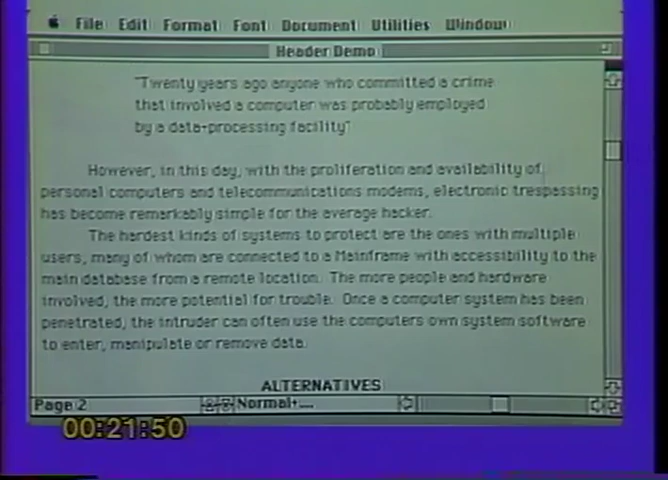 File Edit Format Font Document Utilities Window
Header Demo
"Twenty years ago anyone who committed a crime
that involved a computer was probably employed
by a data-processing facility"
However, in this day, with the proliferation and availability of
personal computers and telecommunications modems, electronic trespassing
has become remarkably simple for the average hacker.
The hardest kinds of systems to protect are the ones with multiple
users, many of whom are connected to a Mainframe with accessibility to the
main database from a remote location. The more people and hardware
involved, the more potential for trouble. Once a computer system has been
penetrated, the intruder can often use the computers own system software
to enter, manipulate or remove data.
ALTERNATIVES
Page 2 Normal+...
00:21:50